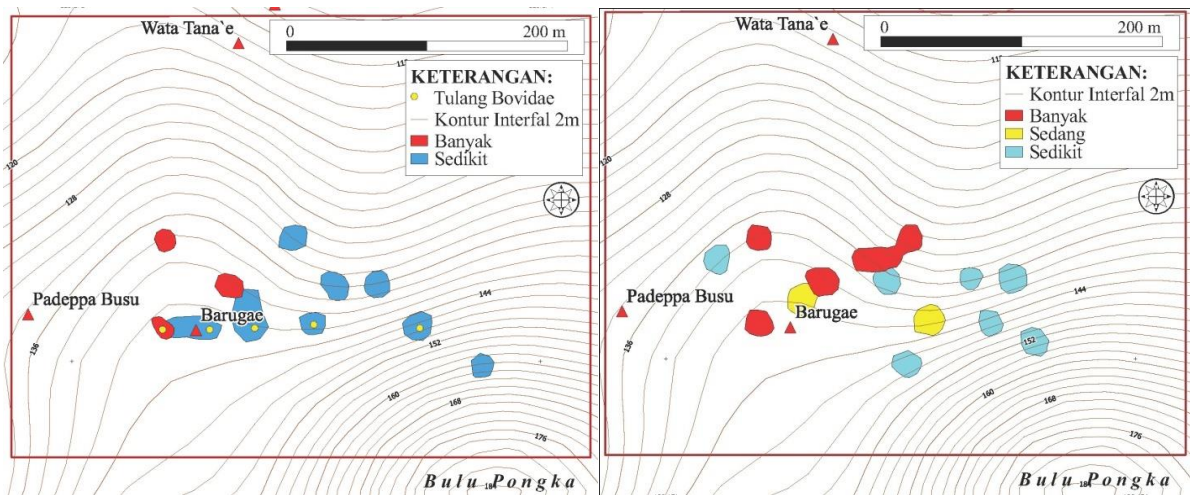 Wata Tana`e
0 200 m
KETERANGAN:
Tulang Bovidae
Kontur Interfal 2m
Banyak
Sedikit
120
128
144
Padeppa Busu
Barugae
136
152
160
168
176
Bulu Pongka
184
Wata Tana`e
0 200 m
KETERANGAN:
Kontur Interfal 2m
Banyak
Sedang
Sedikit
120
128
144
Padeppa Busu
Barugae
136
152
160
168
176
Bulu Pongka
184